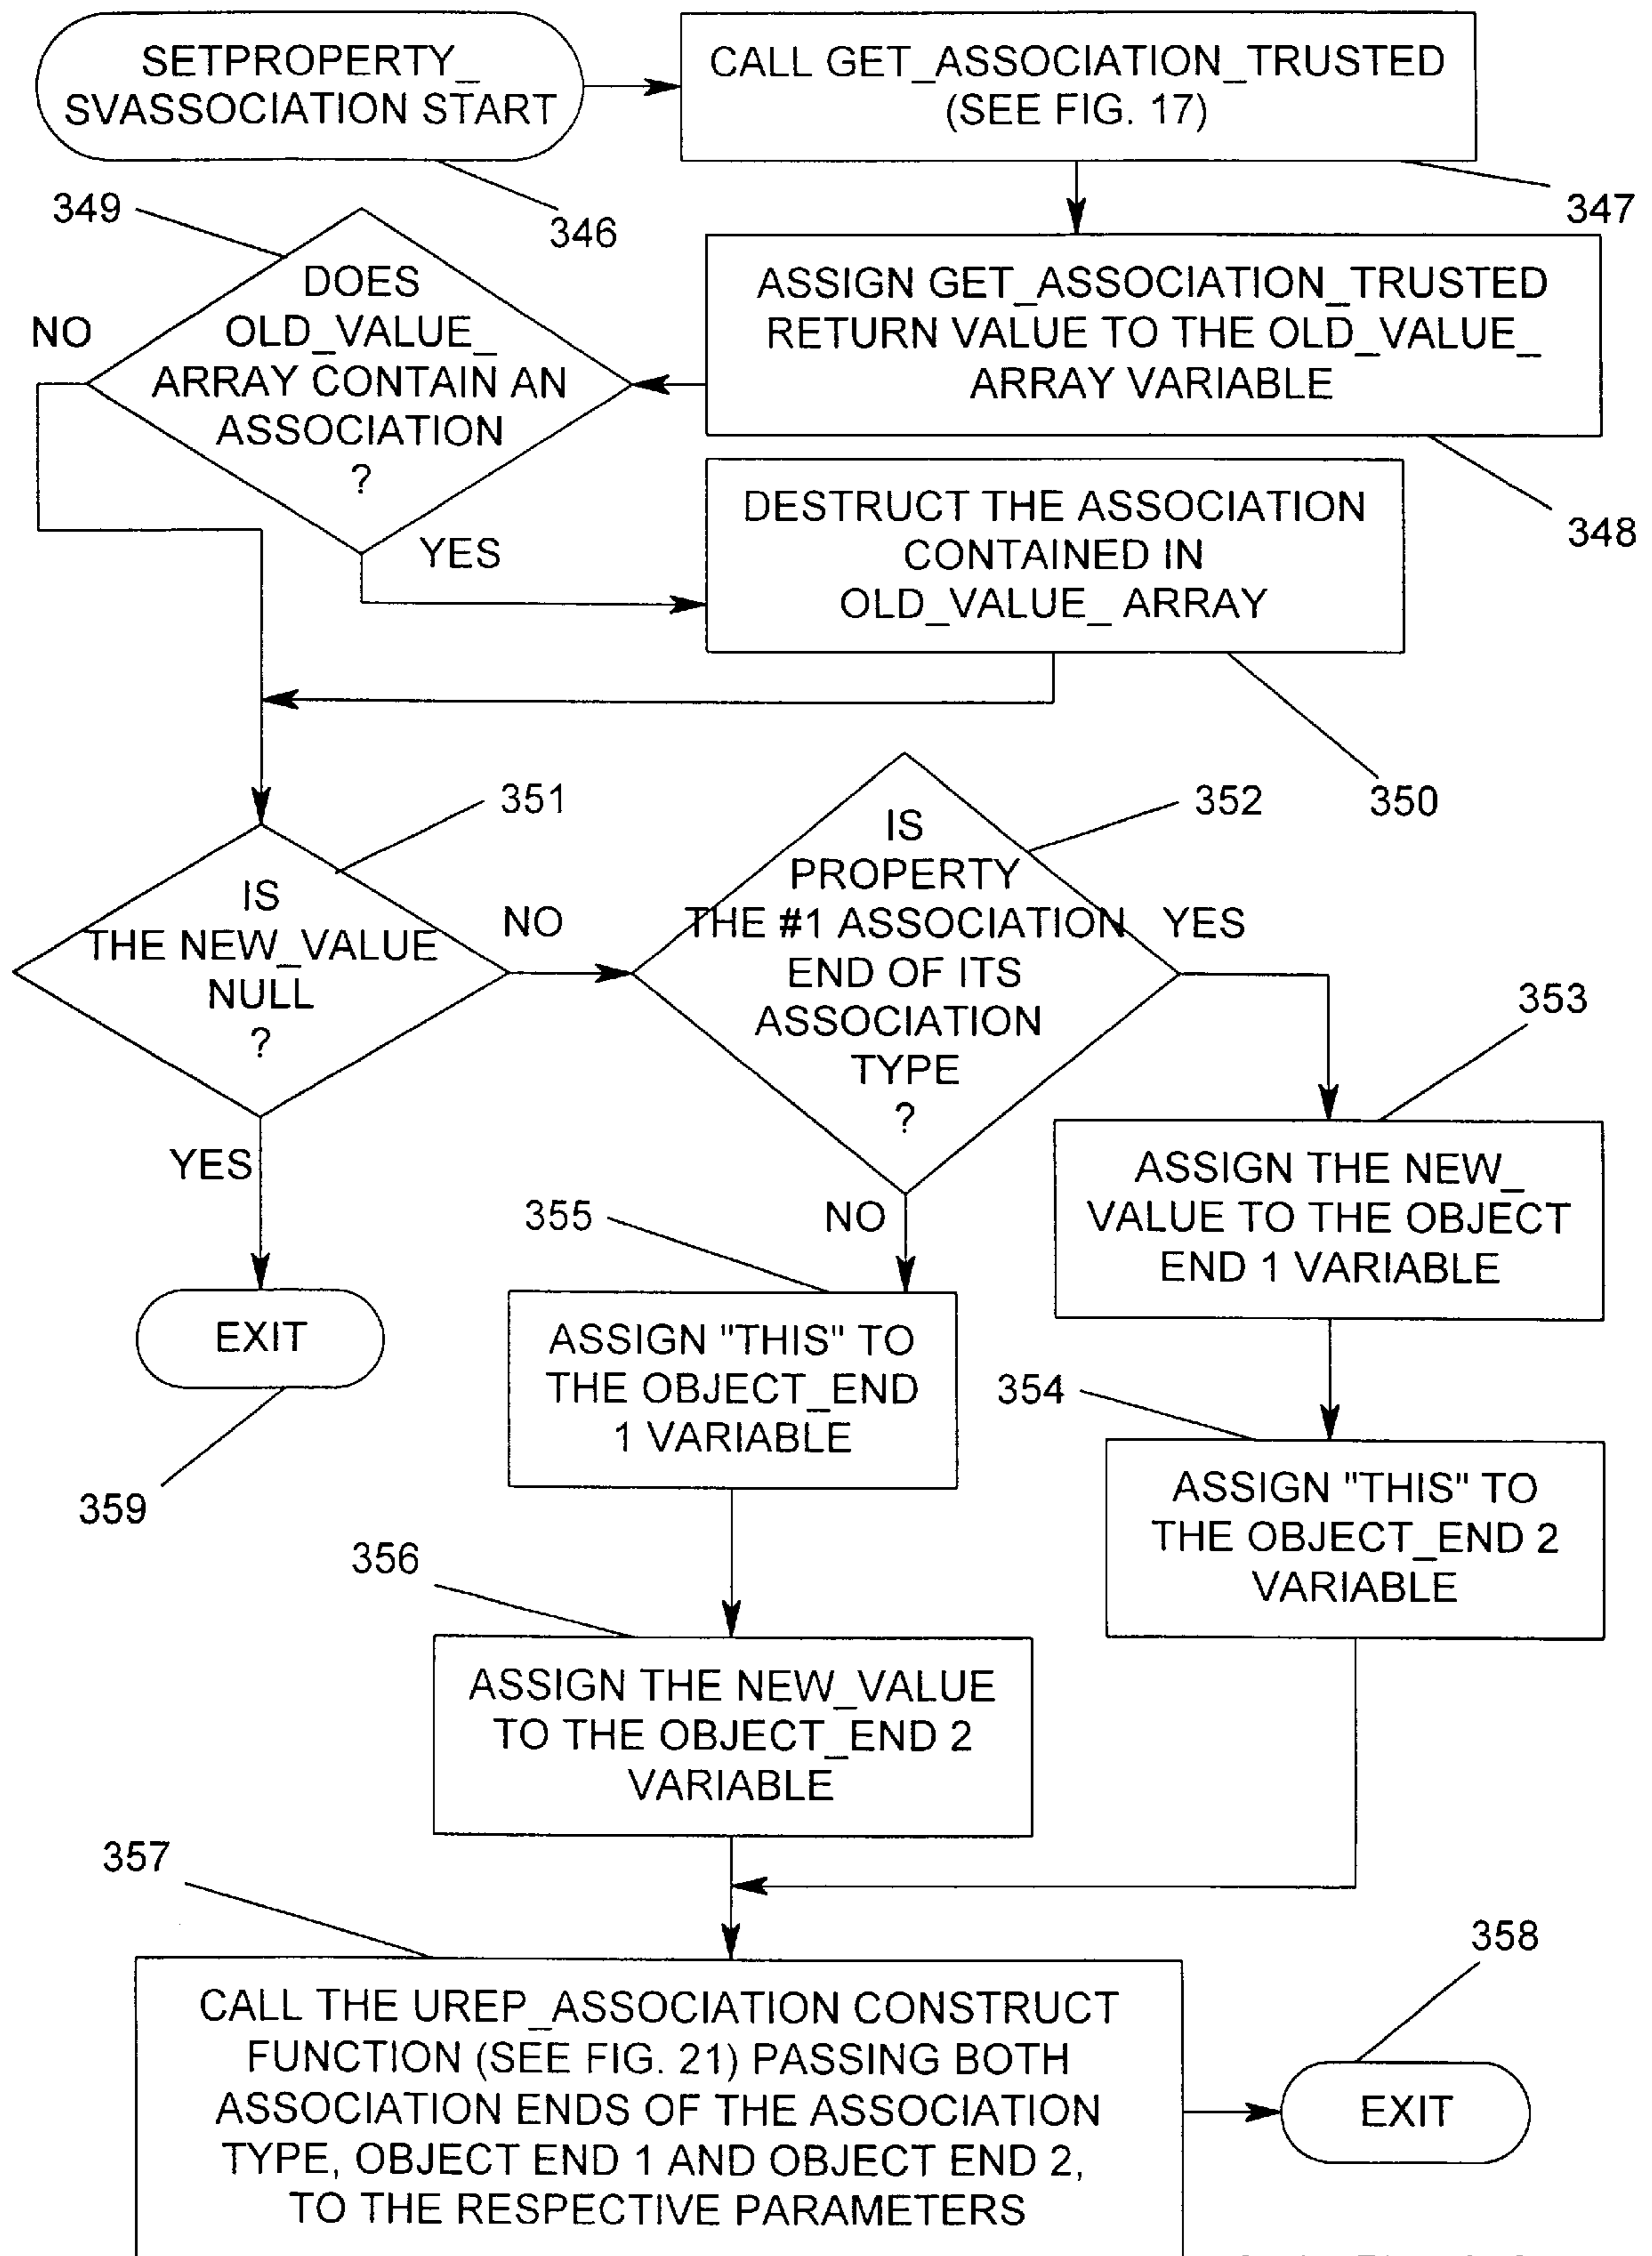 SETPROPERTY_
SVASSOCIATION START
346
CALL GET_ASSOCIATION_TRUSTED
(SEE FIG. 17)
347
ASSIGN GET_ASSOCIATION_TRUSTED
RETURN VALUE TO THE OLD_VALUE_
ARRAY VARIABLE
348
349
DOES
OLD_VALUE_
ARRAY CONTAIN AN
ASSOCIATION
?
NO
YES
DESTRUCT THE ASSOCIATION
CONTAINED IN
OLD_VALUE_ ARRAY
350
351
IS
THE NEW_VALUE
NULL
?
NO
YES
EXIT
359
352
IS
PROPERTY
THE #1 ASSOCIATION
END OF ITS
ASSOCIATION
TYPE
?
YES
NO
353
ASSIGN THE NEW_
VALUE TO THE OBJECT
END 1 VARIABLE
354
ASSIGN "THIS" TO
THE OBJECT_END 2
VARIABLE
355
ASSIGN "THIS" TO
THE OBJECT_END
1 VARIABLE
356
ASSIGN THE NEW_VALUE
TO THE OBJECT_END 2
VARIABLE
357
CALL THE UREP_ASSOCIATION CONSTRUCT
FUNCTION (SEE FIG. 21) PASSING BOTH
ASSOCIATION ENDS OF THE ASSOCIATION
TYPE, OBJECT END 1 AND OBJECT END 2,
TO THE RESPECTIVE PARAMETERS
358
EXIT